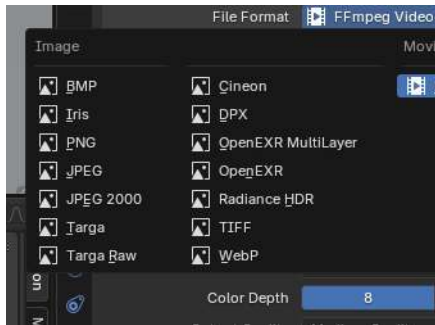 File Format FFmpeg Video
Image
Movi
BMP
Iris
PNG
JPEG
JPEG 2000
Targa
Targa Raw
Cineon
DPX
OpenEXR MultiLayer
OpenEXR
Radiance HDR
TIFF
WebP
on
Color Depth 8